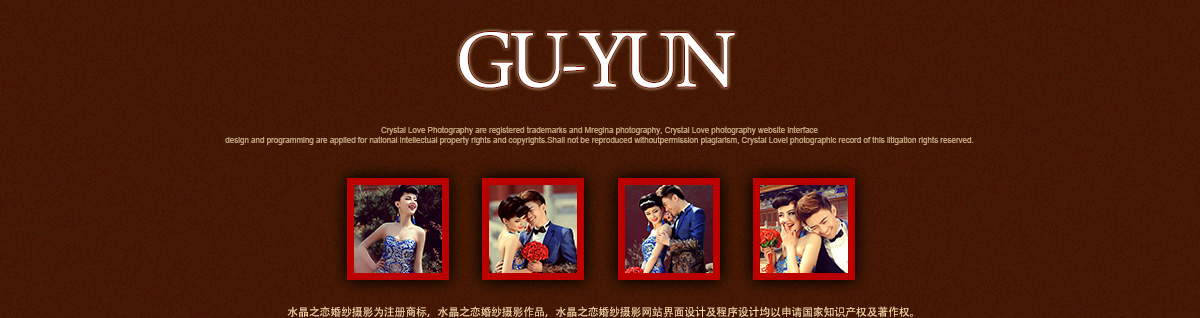 GU-YUN
Crystal Love Photography are registered trademarks and Mregina photography, Crystal Love photography website interface
design and programming are applied for national intellectual property rights and copyrights.Shall not be reproduced withoutpermission plagiarism, Crystal Lovel photographic record of this litigation rights reserved.
水晶之恋婚纱摄影为注册商标，水晶之恋婚纱摄影作品，水晶之恋婚纱摄影网站界面设计及程序设计均以申请国家知识产权及著作权。